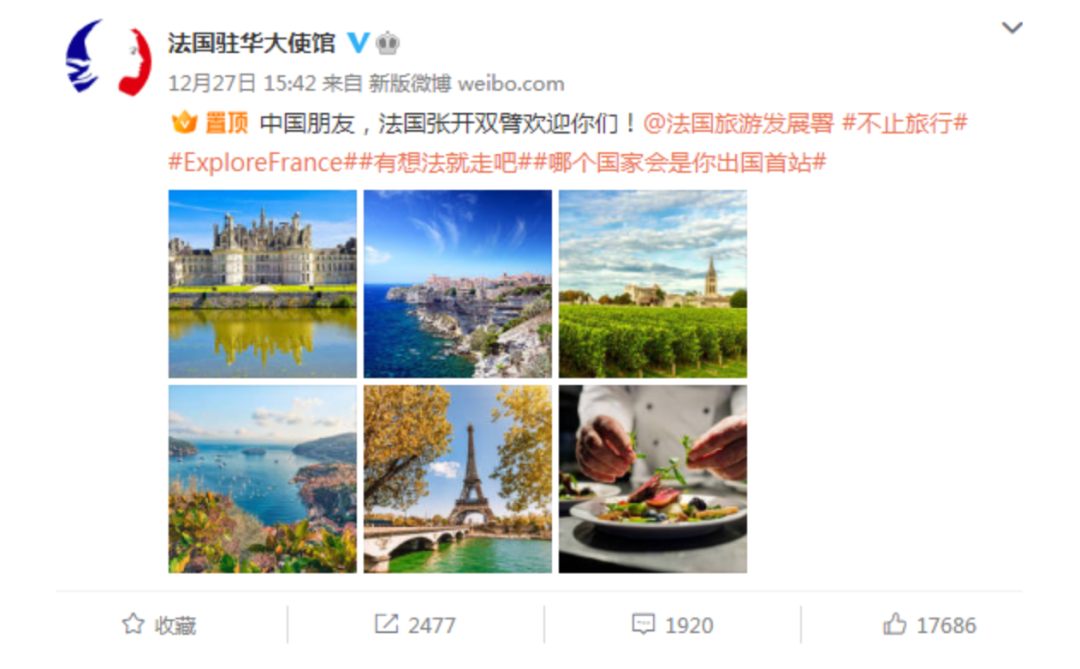 法国驻华大使馆
12月27日 15:42 来自 新版微博 weibo.com
置顶 中国朋友，法国张开双臂欢迎你们！@法国旅游发展署 #不止旅行#
#ExploreFrance##有想法就走吧##哪个国家会是你出国首站#
收藏 2477 1920 17686